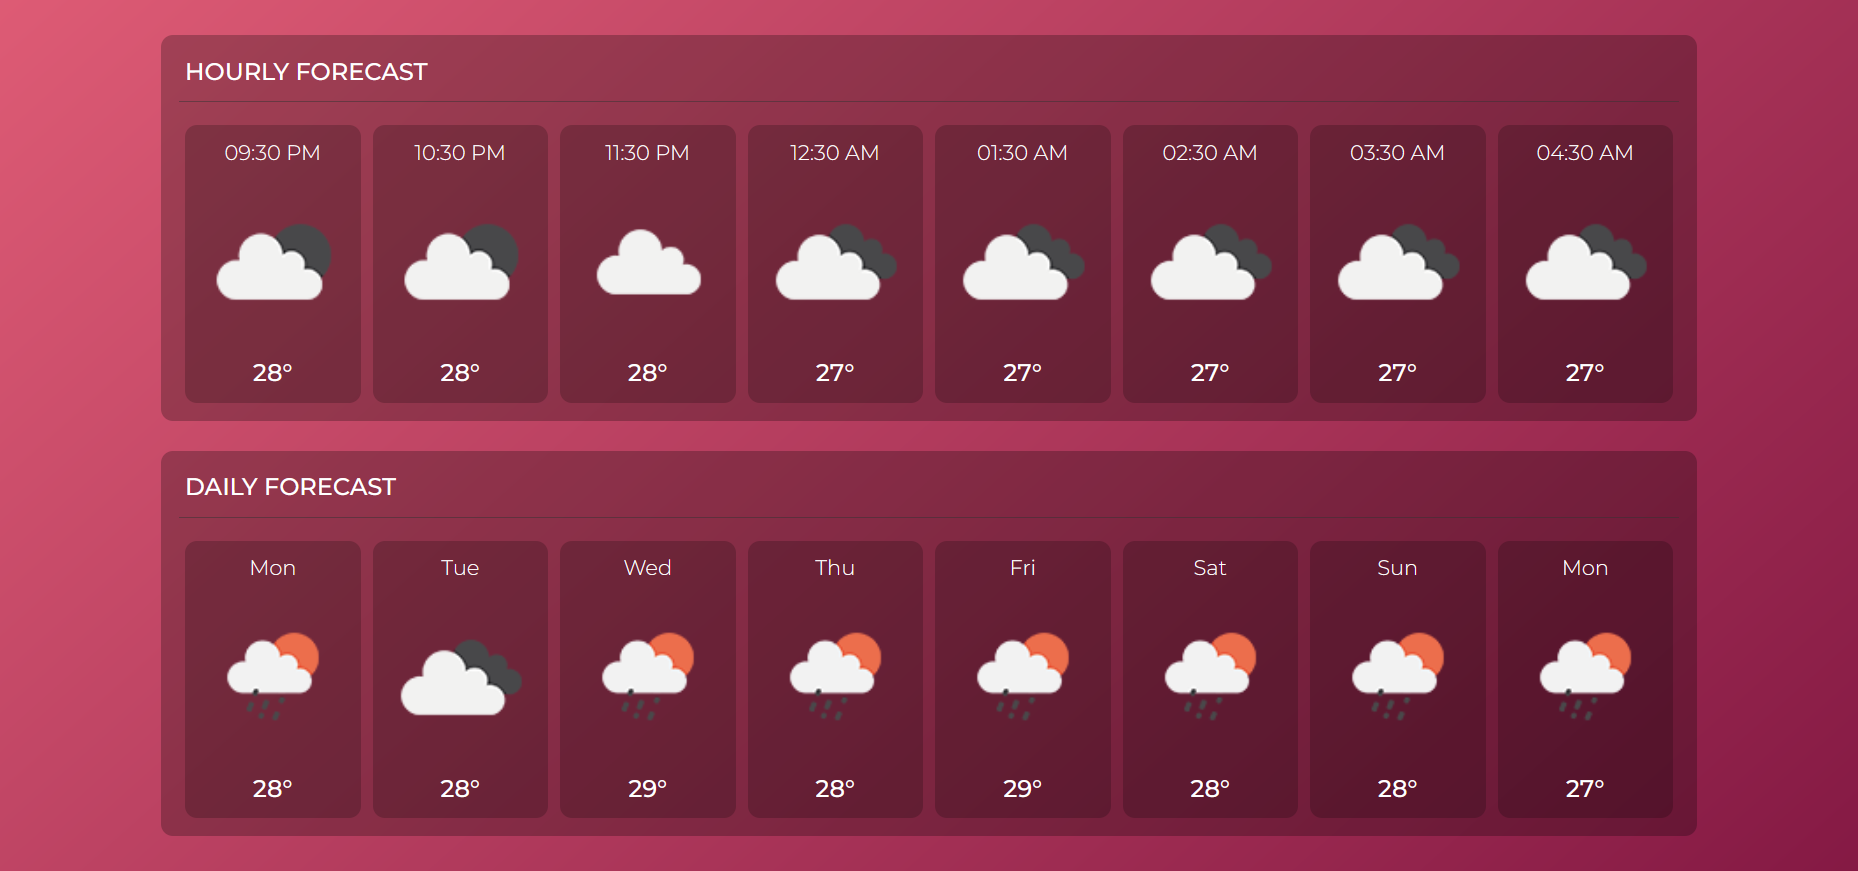 HOURLY FORECAST
09:30 PM 10:30 PM 11:30 PM 12:30 AM 01:30 AM 02:30 AM 03:30 AM 04:30 AM
28° 28° 28° 27° 27° 27° 27° 27°
DAILY FORECAST
Mon Tue Wed Thu Fri Sat Sun Mon
28° 28° 29° 28° 29° 28° 28° 27°